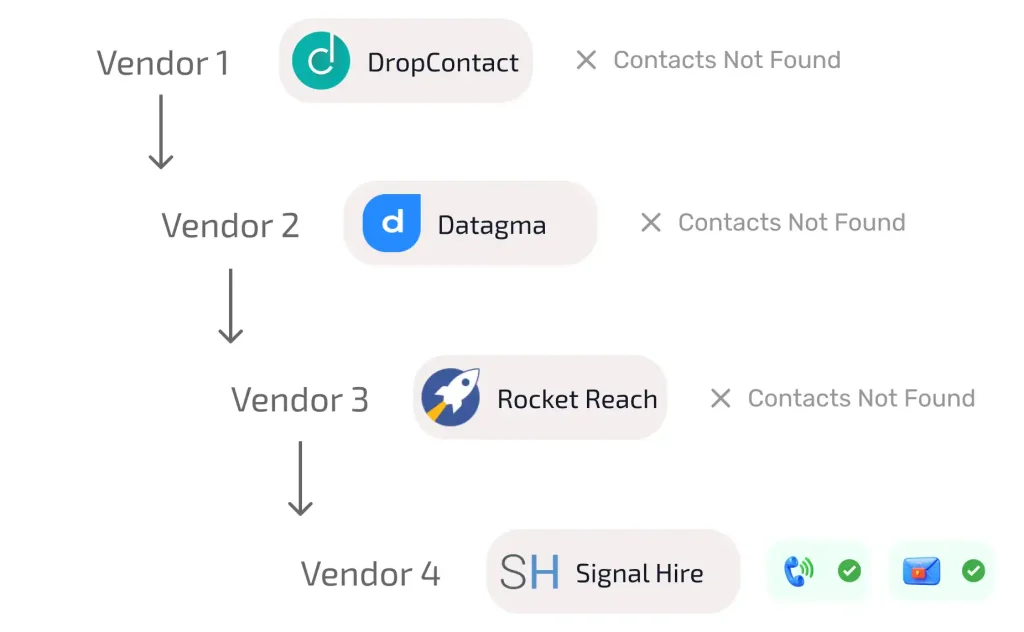 Vendor 1 DropContact Contacts Not Found
Vendor 2 d Datagma Contacts Not Found
Vendor 3 Rocket Reach Contacts Not Found
Vendor 4 SH Signal Hire